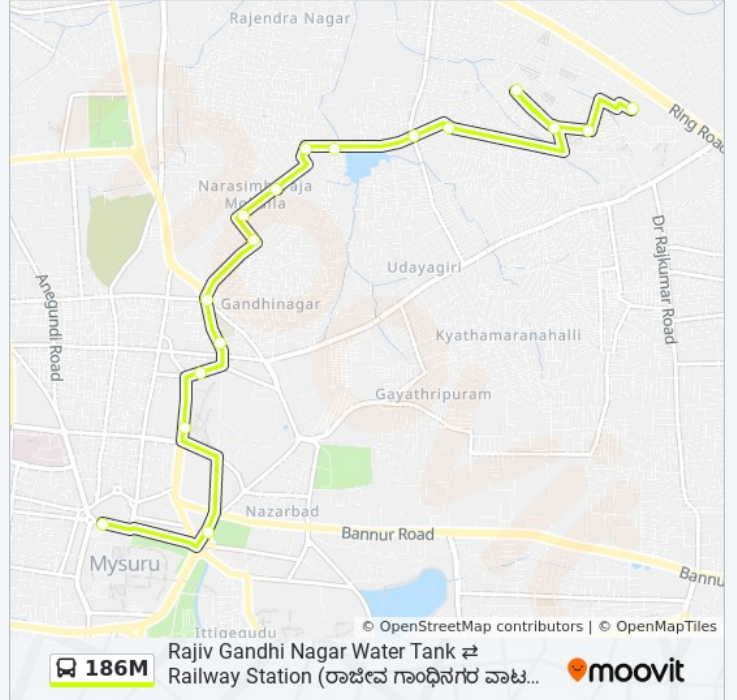 Rajendra Nagar
Ring Road
Narasimharaja
Mohalla
Dr Rajkumar Road
Udayagiri
Anegundi Road
Gandhinagar
Kyathamaranahalli
Gayathripuram
Nazarbad
Bannur Road
Mysuru
Bannu
Ittigegudu
© OpenStreetMap contributors | © OpenMapTiles
186M
Rajiv Gandhi Nagar Water Tank ⇄
Railway Station (ರಾಜೀವ ಗಾಂಧಿನಗರ ವಾಟ...
moovit